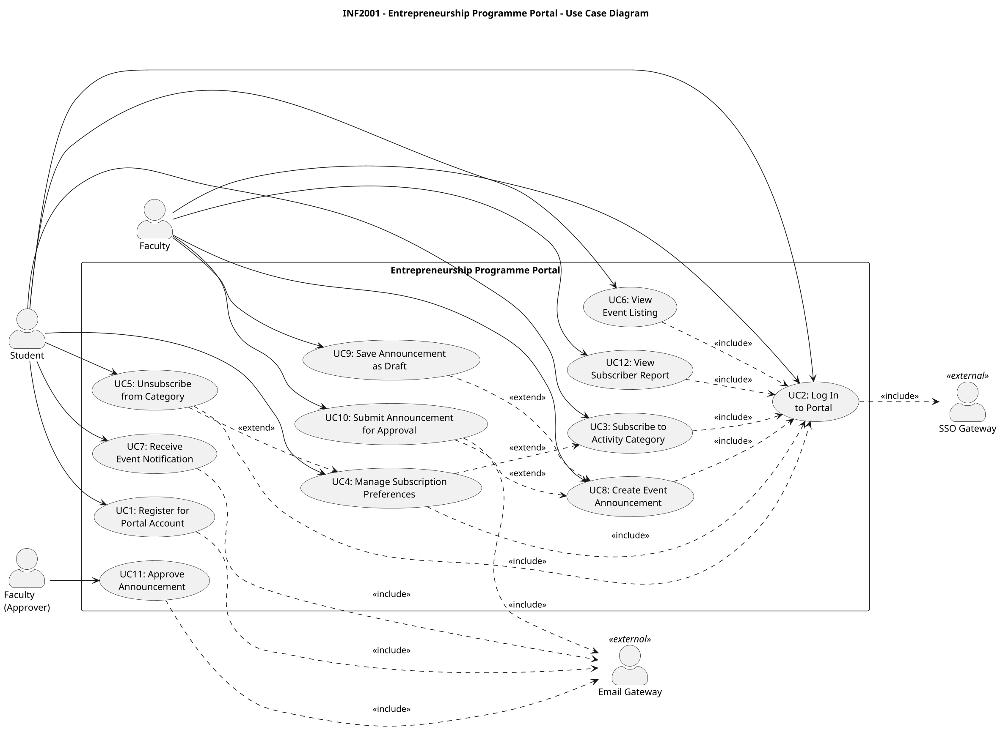 INF2001 - Entrepreneurship Programme Portal - Use Case Diagram
Faculty
Entrepreneurship Programme Portal
UC6: View
Event Listing
Student
UC9: Save Announcement
as Draft
«include»
UC12: View
Subscriber Report
«include»
UC5: Unsubscribe
from Category
«extend»
UC2: Log In
to Portal
«include»
«external»
SSO Gateway
UC10: Submit Announcement
for Approval
«extend»
«include»
UC3: Subscribe to
Activity Category
UC7: Receive
Event Notification
«extend»
«include»
«extend»
UC4: Manage Subscription
Preferences
UC8: Create Event
Announcement
UC1: Register for
Portal Account
«include»
«include»
UC11: Approve
Announcement
Faculty
(Approver)
«include»
«include»
«external»
Email Gateway
«include»
«include»